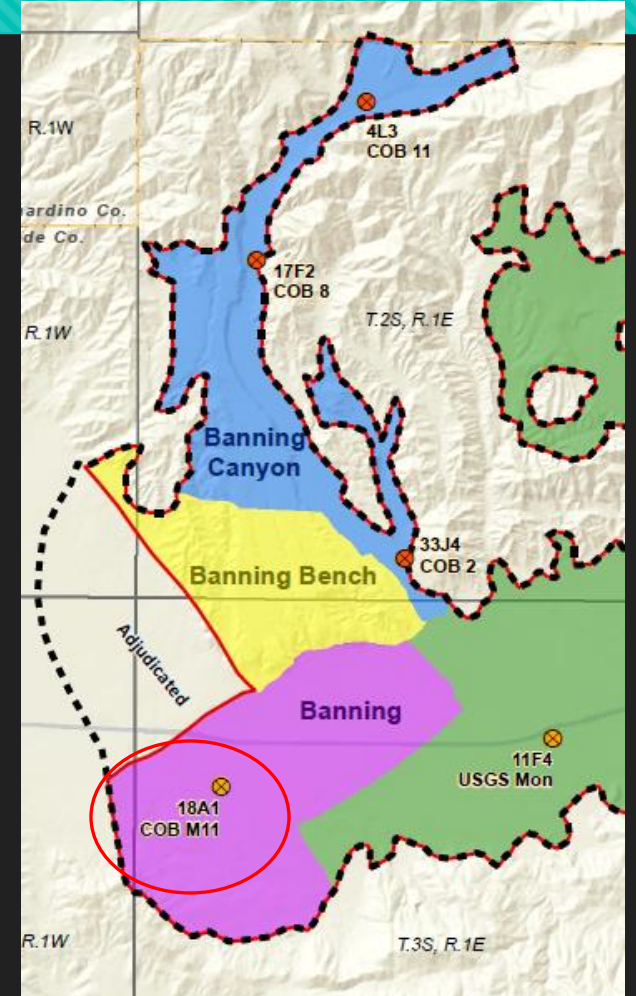 R.1W
4L3
COB 11
ardino Co.
de Co.
17F2
COB 8
T.2S, R.1E
R.1W
Banning
Canyon
33J4
COB 2
Banning Bench
Adjudicated
Banning
11F4
USGS Mon
18A1
COB M11
R.1W
T.3S, R.1E